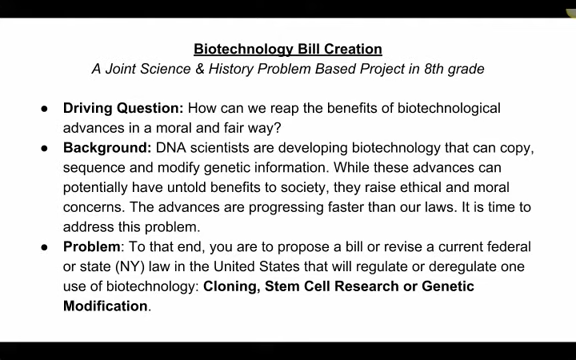 Biotechnology Bill Creation
A Joint Science & History Problem Based Project in 8th grade
● Driving Question: How can we reap the benefits of biotechnological
advances in a moral and fair way?
● Background: DNA scientists are developing biotechnology that can copy,
sequence and modify genetic information. While these advances can
potentially have untold benefits to society, they raise ethical and moral
concerns. The advances are progressing faster than our laws. It is time to
address this problem.
● Problem: To that end, you are to propose a bill or revise a current federal
or state (NY) law in the United States that will regulate or deregulate one
use of biotechnology: Cloning, Stem Cell Research or Genetic
Modification.